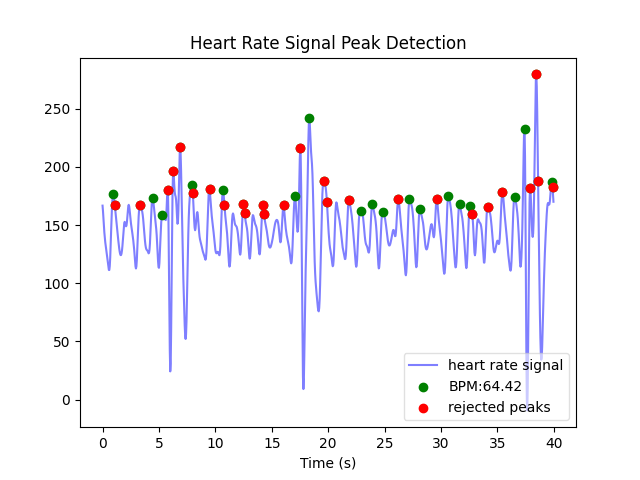 Heart Rate Signal Peak Detection
250
200
150
100
50
0
heart rate signal
BPM:64.42
rejected peaks
0 5 10 15 20 25 30 35 40
Time (s)